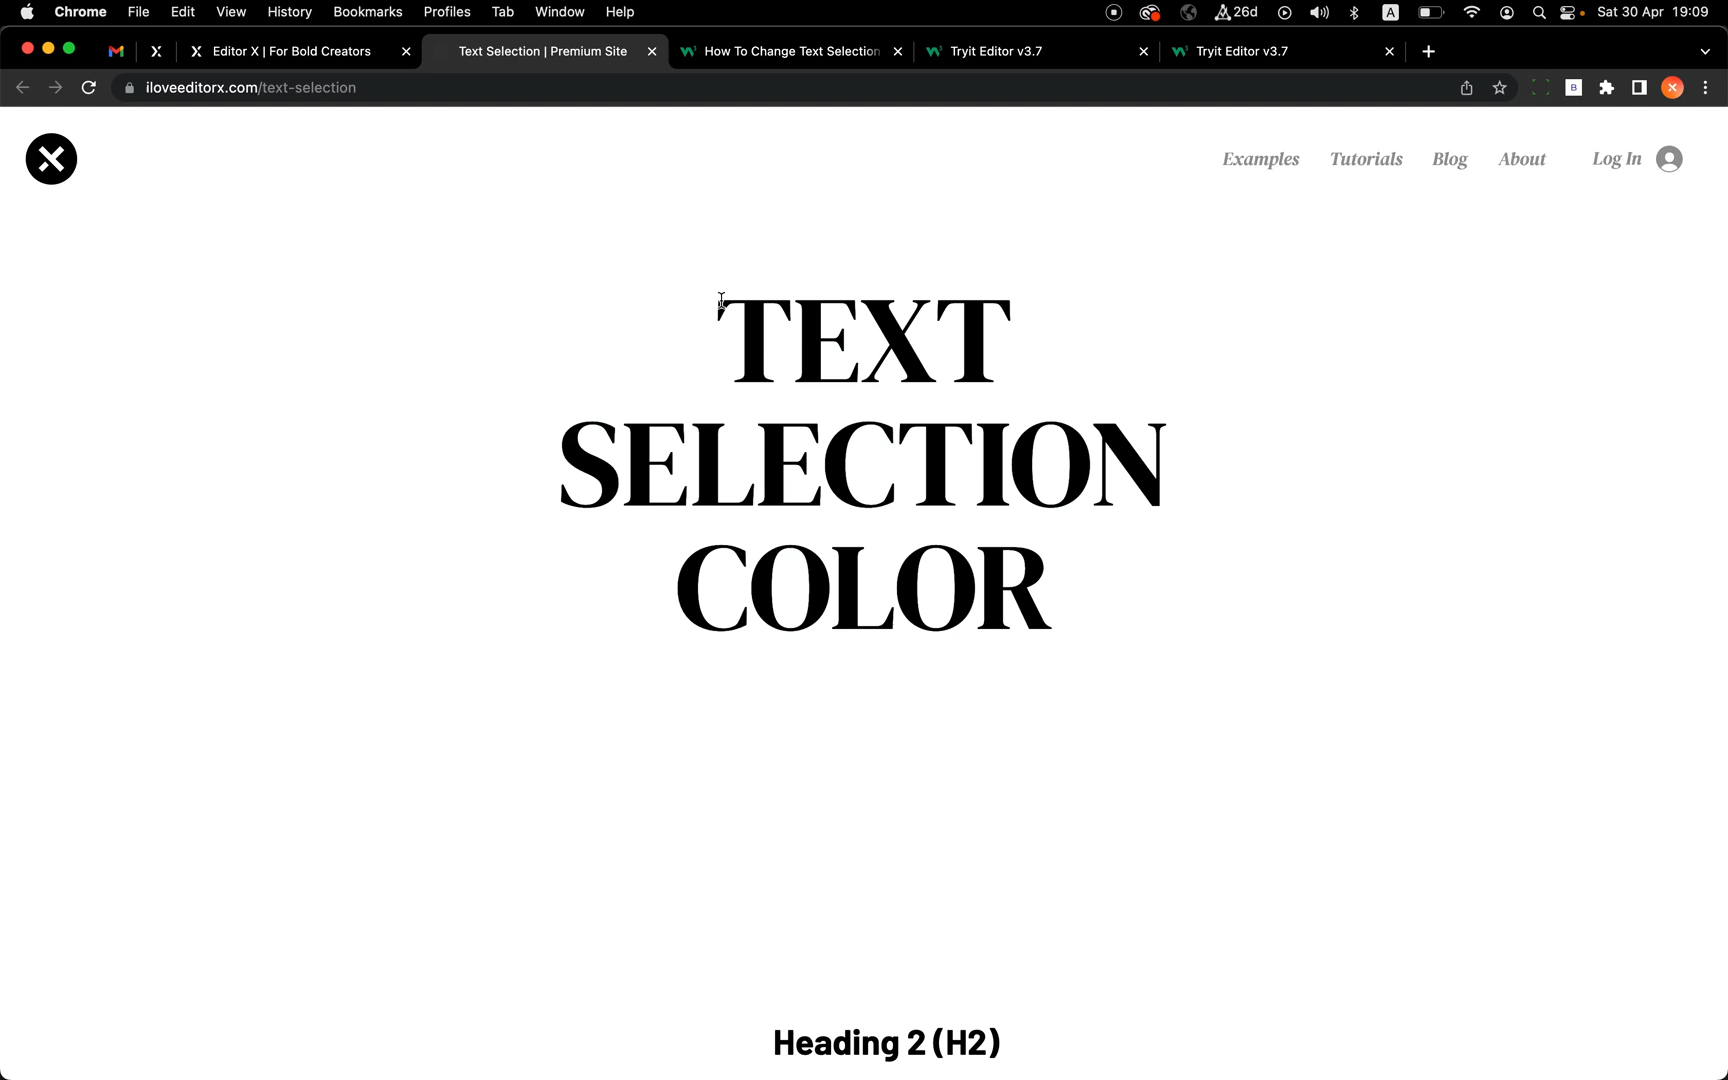 Chrome File Edit View History Bookmarks Profiles Tab Window Help A 26d Sat 30 Apr 19:09
Editor X | For Bold Creators Text Selection | Premium Site How To Change Text Selection Tryit Editor v3.7 Tryit Editor v3.7
iloveeditorx.com/text-selection B
Examples Tutorials Blog About Log In
TEXT
SELECTION
COLOR
Heading 2 (H2)